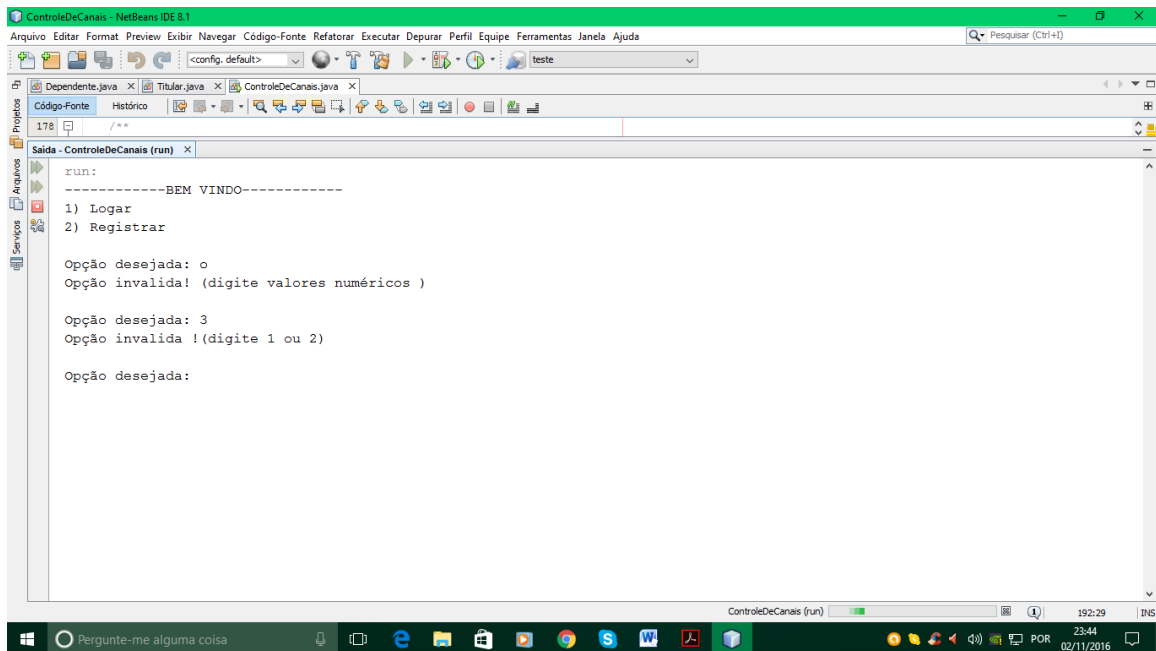 ControleDeCanais - NetBeans IDE 8.1
Arquivo Editar Format Preview Exibir Navegar Código-Fonte Refatorar Executar Depurar Perfil Equipe Ferramentas Janela Ajuda
Pesquisar (Ctrl+I)
<config. default>
teste
Dependente.java
Titular.java
ControleDeCanais.java
Código-Fonte Histórico
Projetos
178 /**
Saída - ControleDeCanais (run)
Arquivos
Serviços
run:
------------BEM VINDO------------
1) Logar
2) Registrar
Opção desejada: o
Opção invalida! (digite valores numéricos )
Opção desejada: 3
Opção invalida !(digite 1 ou 2)
Opção desejada:
ControleDeCanais (run)
1
192:29
INS
Pergunte-me alguma coisa
POR
23:44
02/11/2016